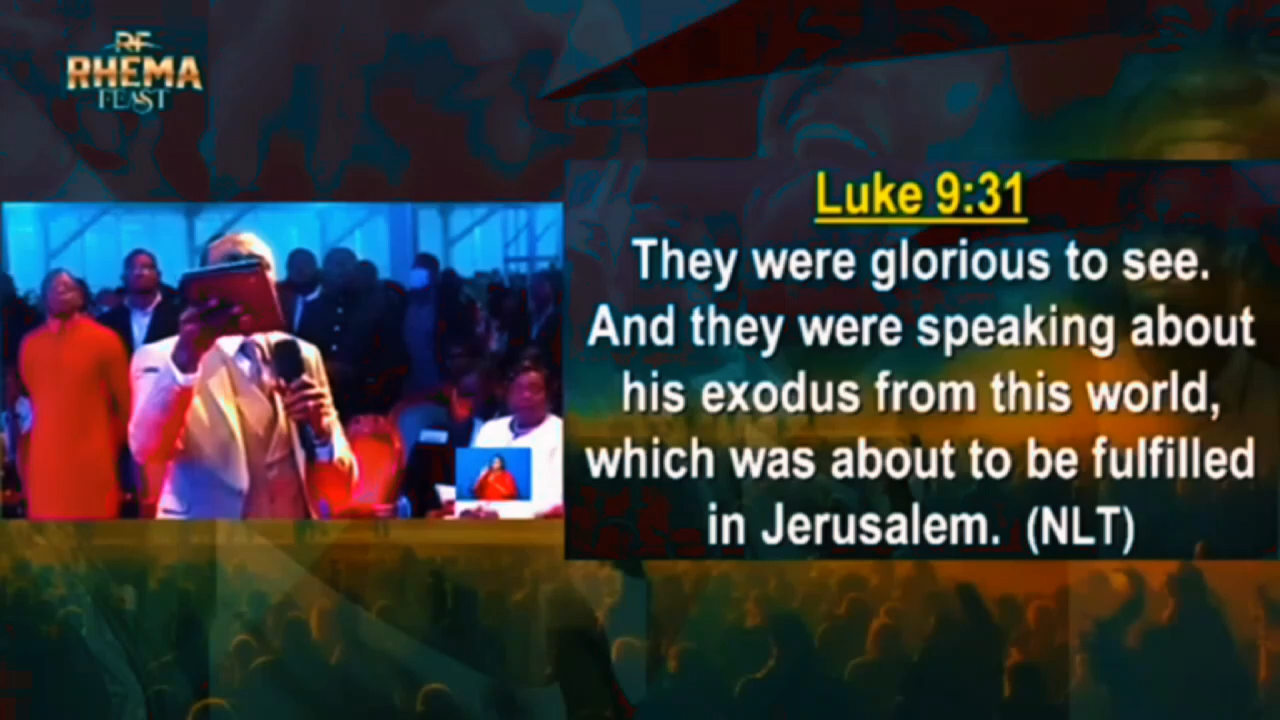 RF
RHEMA
FEAST
Luke 9:31
They were glorious to see.
And they were speaking about
his exodus from this world,
which was about to be fulfilled
in Jerusalem. (NLT)